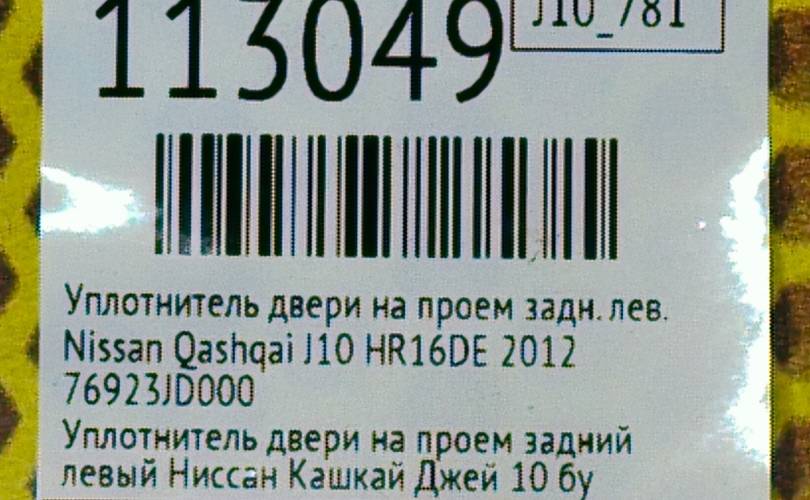 113049
J10_781
Уплотнитель двери на проем задн. лев.
Nissan Qashqai J10 HR16DE 2012
76923JD000
Уплотнитель двери на проем задний
левый Ниссан Кашкай Джей 10 бу